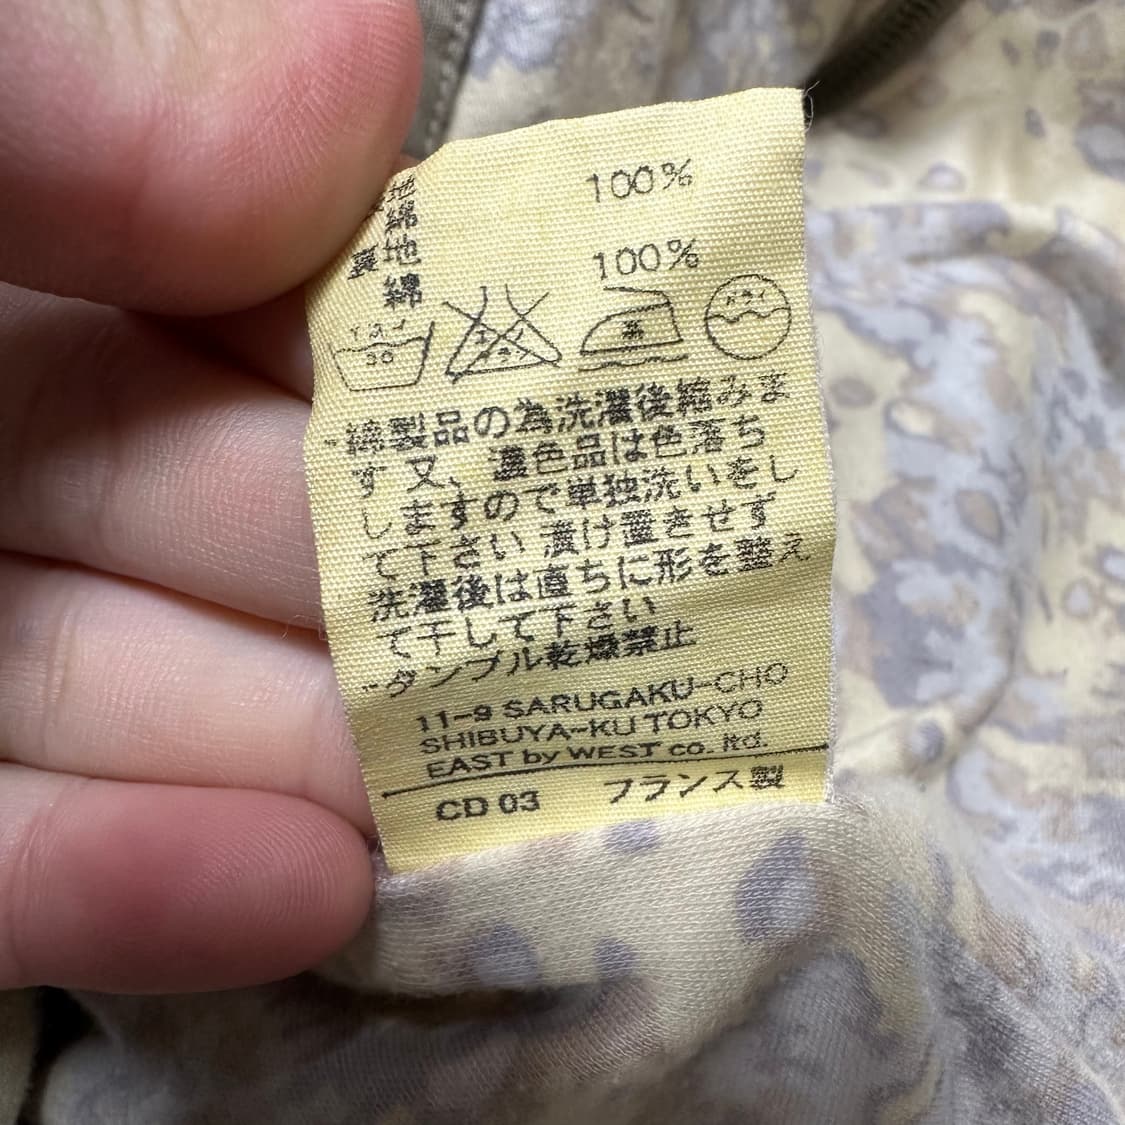 地 100%
綿
地 100%
綿
30
ドライ
綿製品の為洗濯後縮みま
す又、濃色品は色落ち
しますので単独洗いをし
て下さい漬け置きせず
洗濯後は直ちに形を整え
て干して下さい
タンブル乾燥禁止
11-9 SARUGAKU-CHO
SHIBUYA-KU TOKYO
EAST by WEST co. ltd.
CD 03 フランス製